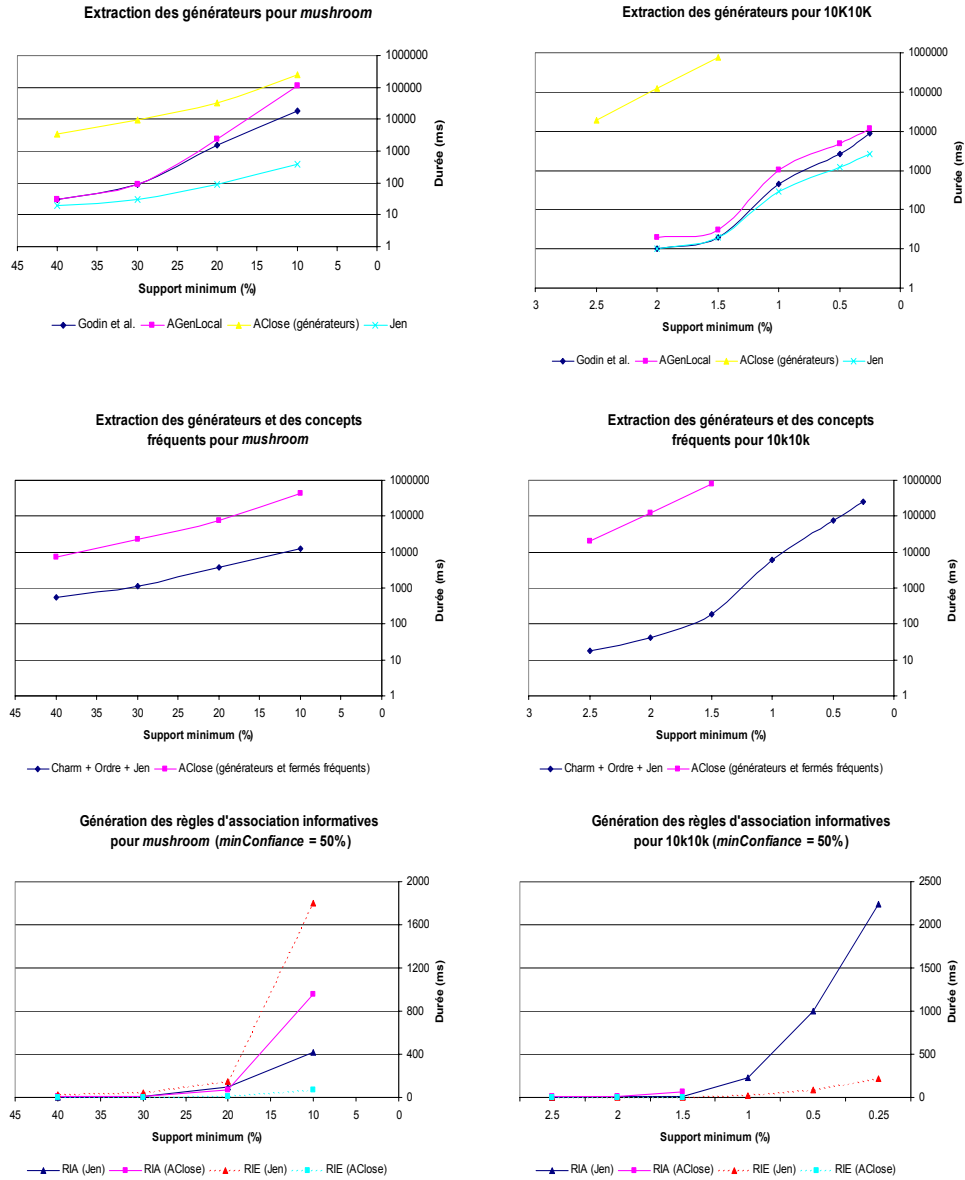 Extraction des générateurs pour mushroom
1000000
100000
10000
1000
100
10
1
Durée (ms)
45 40 35 30 25 20 15 10 5 0
Support minimum (%)
Godin et al. AGenLocal AClose (générateurs) Jen
Extraction des générateurs pour 10K10K
1000000
100000
10000
1000
100
10
1
Durée (ms)
3 2.5 2 1.5 1 0.5 0
Support minimum (%)
Godin et al. AGenLocal AClose (générateurs) Jen
Extraction des générateurs et des concepts
fréquents pour mushroom
1000000
100000
10000
1000
100
10
1
Durée (ms)
45 40 35 30 25 20 15 10 5 0
Support minimum (%)
Charm + Ordre + Jen AClose (générateurs et fermés fréquents)
Extraction des générateurs et des concepts
fréquents pour 10k10k
1000000
100000
10000
1000
100
10
1
Durée (ms)
3 2.5 2 1.5 1 0.5 0
Support minimum (%)
Charm + Ordre + Jen AClose (générateurs et fermés fréquents)
Génération des règles d'association informatives
pour mushroom (minConfiance = 50%)
2000
1600
1200
800
400
0
Durée (ms)
45 40 35 30 25 20 15 10 5 0
Support minimum (%)
RIA (Jen) RIA (AClose) RIE (Jen) RIE (AClose)
Génération des règles d'association informatives
pour 10k10k (minConfiance = 50%)
2500
2000
1500
1000
500
0
Durée (ms)
2.5 2 1.5 1 0.5 0.25
Support minimum (%)
RIA (Jen) RIA (AClose) RIE (Jen) RIE (AClose)